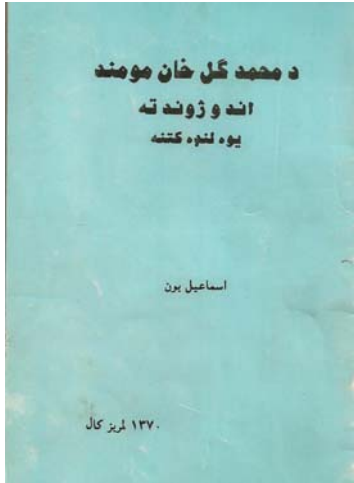 د محمد گل خان مومند
اند و ژوند ته
یوه لنډه کتنه
اسماعیل یون
۱۳۷۰ لمریز کال